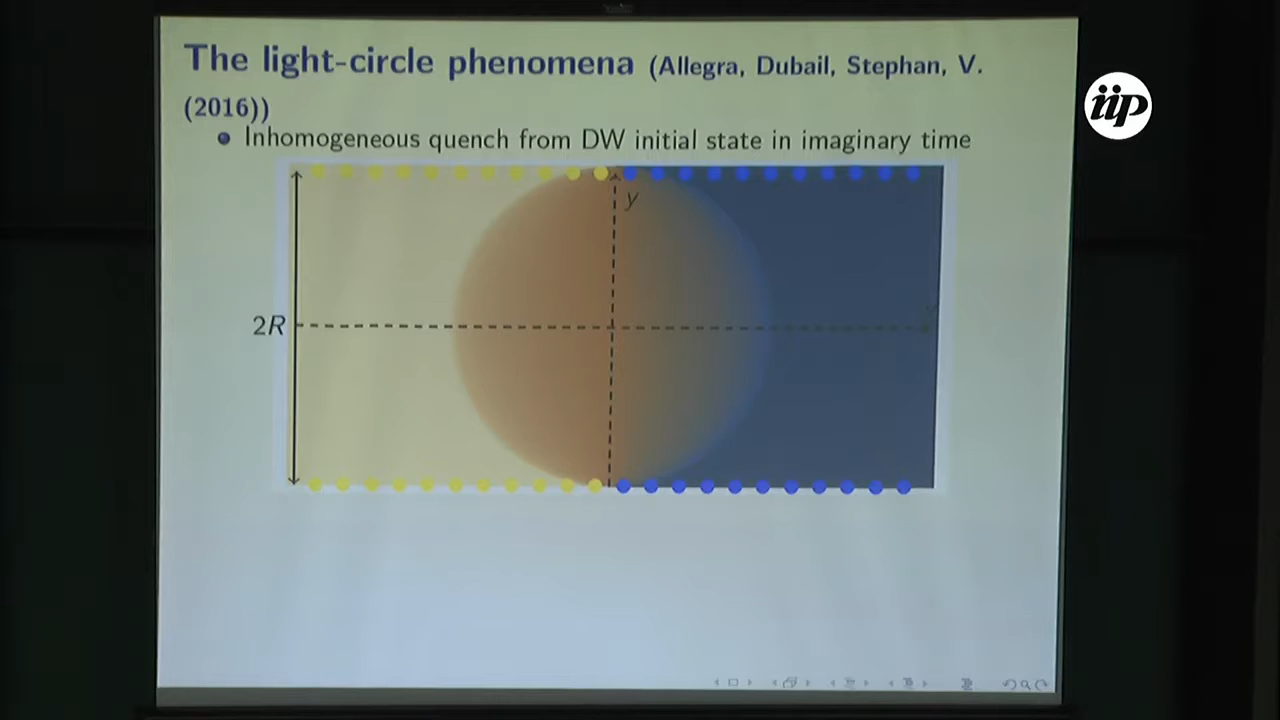 The light-circle phenomena (Allegra, Dubail, Stephan, V.
(2016))
Inhomogeneous quench from DW initial state in imaginary time
y
2R
iip